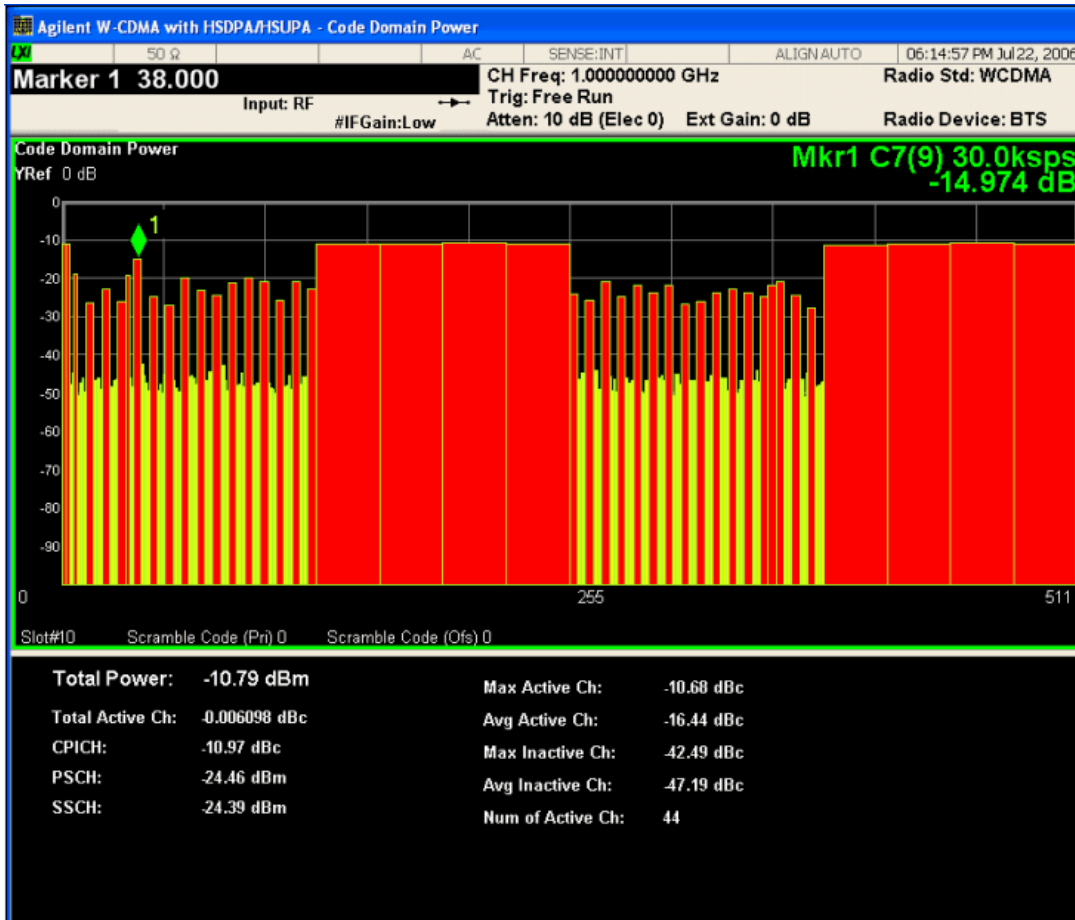 Agilent W-CDMA with HSDPA/HSUPA - Code Domain Power
LXI 50 Ω AC SENSE:INT ALIGNAUTO 06:14:57 PM Jul 22, 2006
Marker 1 38.000
Input: RF
#IFGain:Low
CH Freq: 1.000000000 GHz
Trig: Free Run
Atten: 10 dB (Elec 0) Ext Gain: 0 dB
Radio Std: WCDMA
Radio Device: BTS
Code Domain Power
YRef 0 dB
Mkr1 C7(9) 30.0ksps
-14.974 dB
1
0
-10
-20
-30
-40
-50
-60
-70
-80
-90
0 255 511
Slot#10 Scramble Code (Pri) 0 Scramble Code (Ofs) 0
Total Power: -10.79 dBm
Total Active Ch: -0.006098 dBc
CPICH: -10.97 dBc
PSCH: -24.46 dBm
SSCH: -24.39 dBm
Max Active Ch: -10.68 dBc
Avg Active Ch: -16.44 dBc
Max Inactive Ch: -42.49 dBc
Avg Inactive Ch: -47.19 dBc
Num of Active Ch: 44